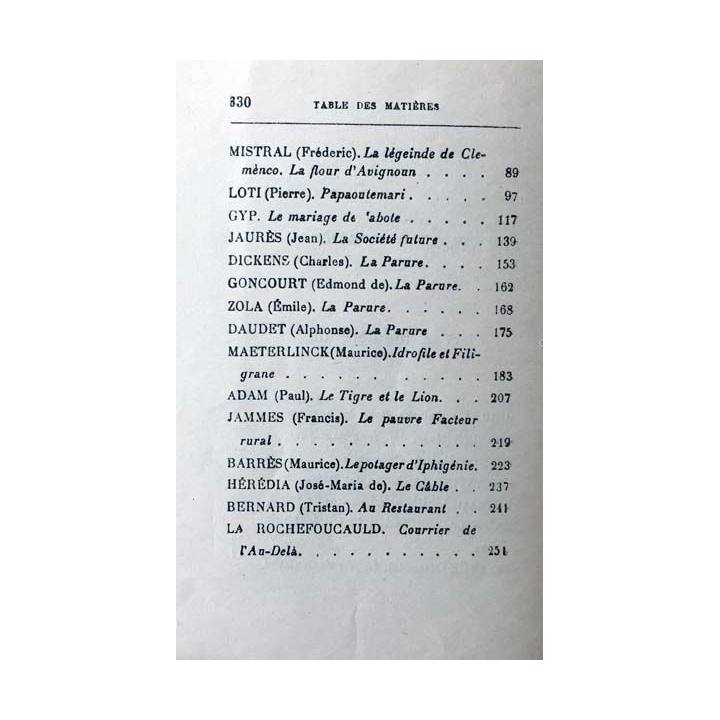 330 TABLE DES MATIÈRES
MISTRAL (Fréderic). La légeinde de Cle-
mènco. La flour d'Avignoun . . . . 89
LOTI (Pierre). Papaoutemari. . . . . 97
GYP. Le mariage de 'abote . . . . . 117
JAURÈS (Jean). La Société future . . . 139
DICKENS (Charles). La Parure. . . . 153
GONCOURT (Edmond de). La Parure. . 162
ZOLA (Émile). La Parure. . . . . . 168
DAUDET (Alphonse). La Parure . . . 175
MAETERLINCK(Maurice).Idrofile et Fili-
grane . . . . . . . . . . . 183
ADAM (Paul). Le Tigre et le Lion. . . 207
JAMMES (Francis). Le pauvre Facteur
rural . . . . . . . . . . . . 219
BARRÈS (Maurice). Le potager d'Iphigénie. 223
HÉRÉDIA (José-Maria de). Le Câble . . 237
BERNARD (Tristan). Au Restaurant . . 241
LA ROCHEFOUCAULD. Courrier de
l'Au-Delà. . . . . . . . . . . 251